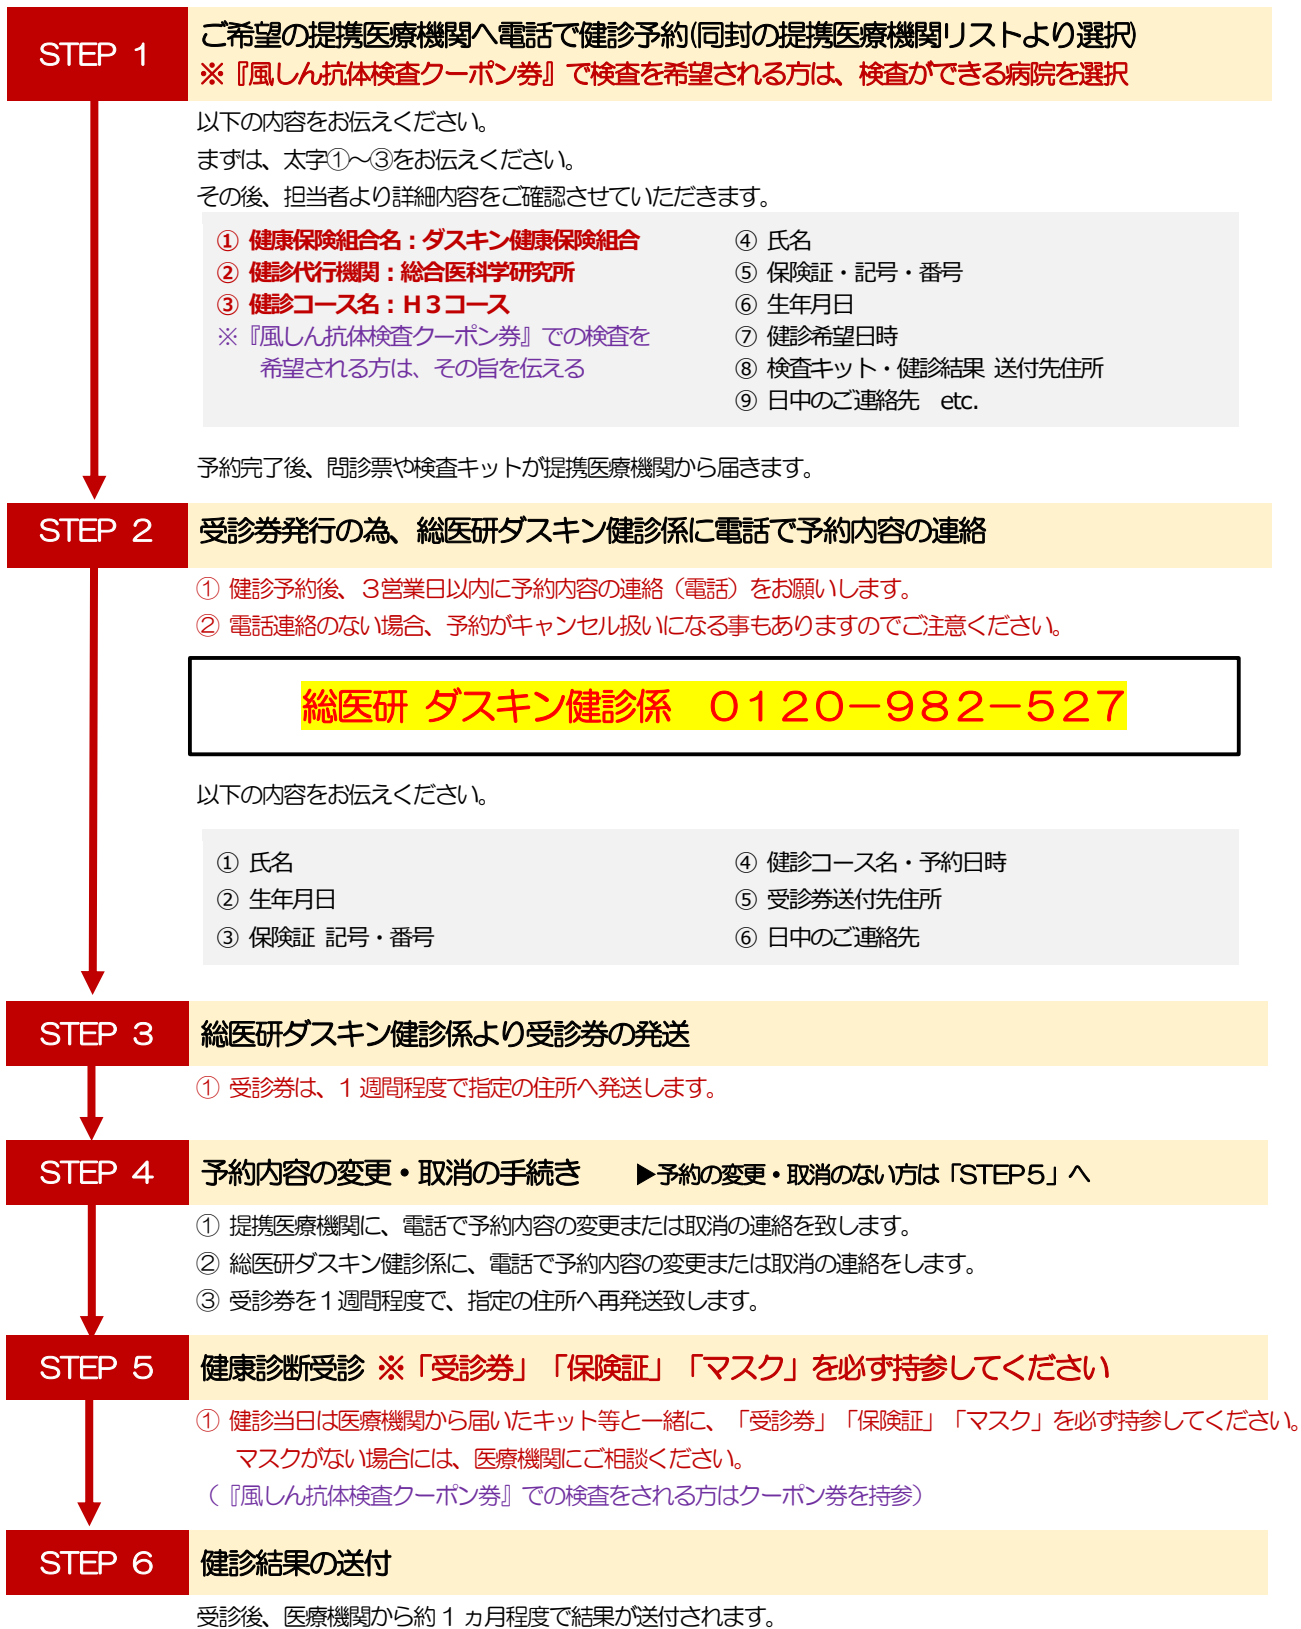 STEP 1
ご希望の提携医療機関へ電話で健診予約(同封の提携医療機関リストより選択)
※『風しん抗体検査クーポン券』で検査を希望される方は、検査ができる病院を選択
以下の内容をお伝えください。
まずは、太字①～③をお伝えください。
その後、担当者より詳細内容をご確認させていただきます。
① 健康保険組合名：ダスキン健康保険組合
② 健診代行機関：総合医科学研究所
③ 健診コース名：Ｈ３コース
※『風しん抗体検査クーポン券』での検査を
希望される方は、その旨を伝える
④ 氏名
⑤ 保険証・記号・番号
⑥ 生年月日
⑦ 健診希望日時
⑧ 検査キット・健診結果 送付先住所
⑨ 日中のご連絡先　etc.
予約完了後、問診票や検査キットが提携医療機関から届きます。
STEP 2
受診券発行の為、総医研ダスキン健診係に電話で予約内容の連絡
① 健診予約後、３営業日以内に予約内容の連絡（電話）をお願いします。
② 電話連絡のない場合、予約がキャンセル扱いになる事もありますのでご注意ください。
総医研 ダスキン健診係　０１２０－９８２－５２７
以下の内容をお伝えください。
① 氏名
② 生年月日
③ 保険証 記号・番号
④ 健診コース名・予約日時
⑤ 受診券送付先住所
⑥ 日中のご連絡先
STEP 3
総医研ダスキン健診係より受診券の発送
① 受診券は、1 週間程度で指定の住所へ発送します。
STEP 4
予約内容の変更・取消の手続き　▶予約の変更・取消のない方は「STEP５」へ
① 提携医療機関に、電話で予約内容の変更または取消の連絡を致します。
② 総医研ダスキン健診係に、電話で予約内容の変更または取消の連絡をします。
③ 受診券を１週間程度で、指定の住所へ再発送致します。
STEP 5
健康診断受診 ※「受診券」「保険証」「マスク」を必ず持参してください
① 健診当日は医療機関から届いたキット等と一緒に、「受診券」「保険証」「マスク」を必ず持参してください。
マスクがない場合には、医療機関にご相談ください。
（『風しん抗体検査クーポン券』での検査をされる方はクーポン券を持参）
STEP 6
健診結果の送付
受診後、医療機関から約 1 ヵ月程度で結果が送付されます。